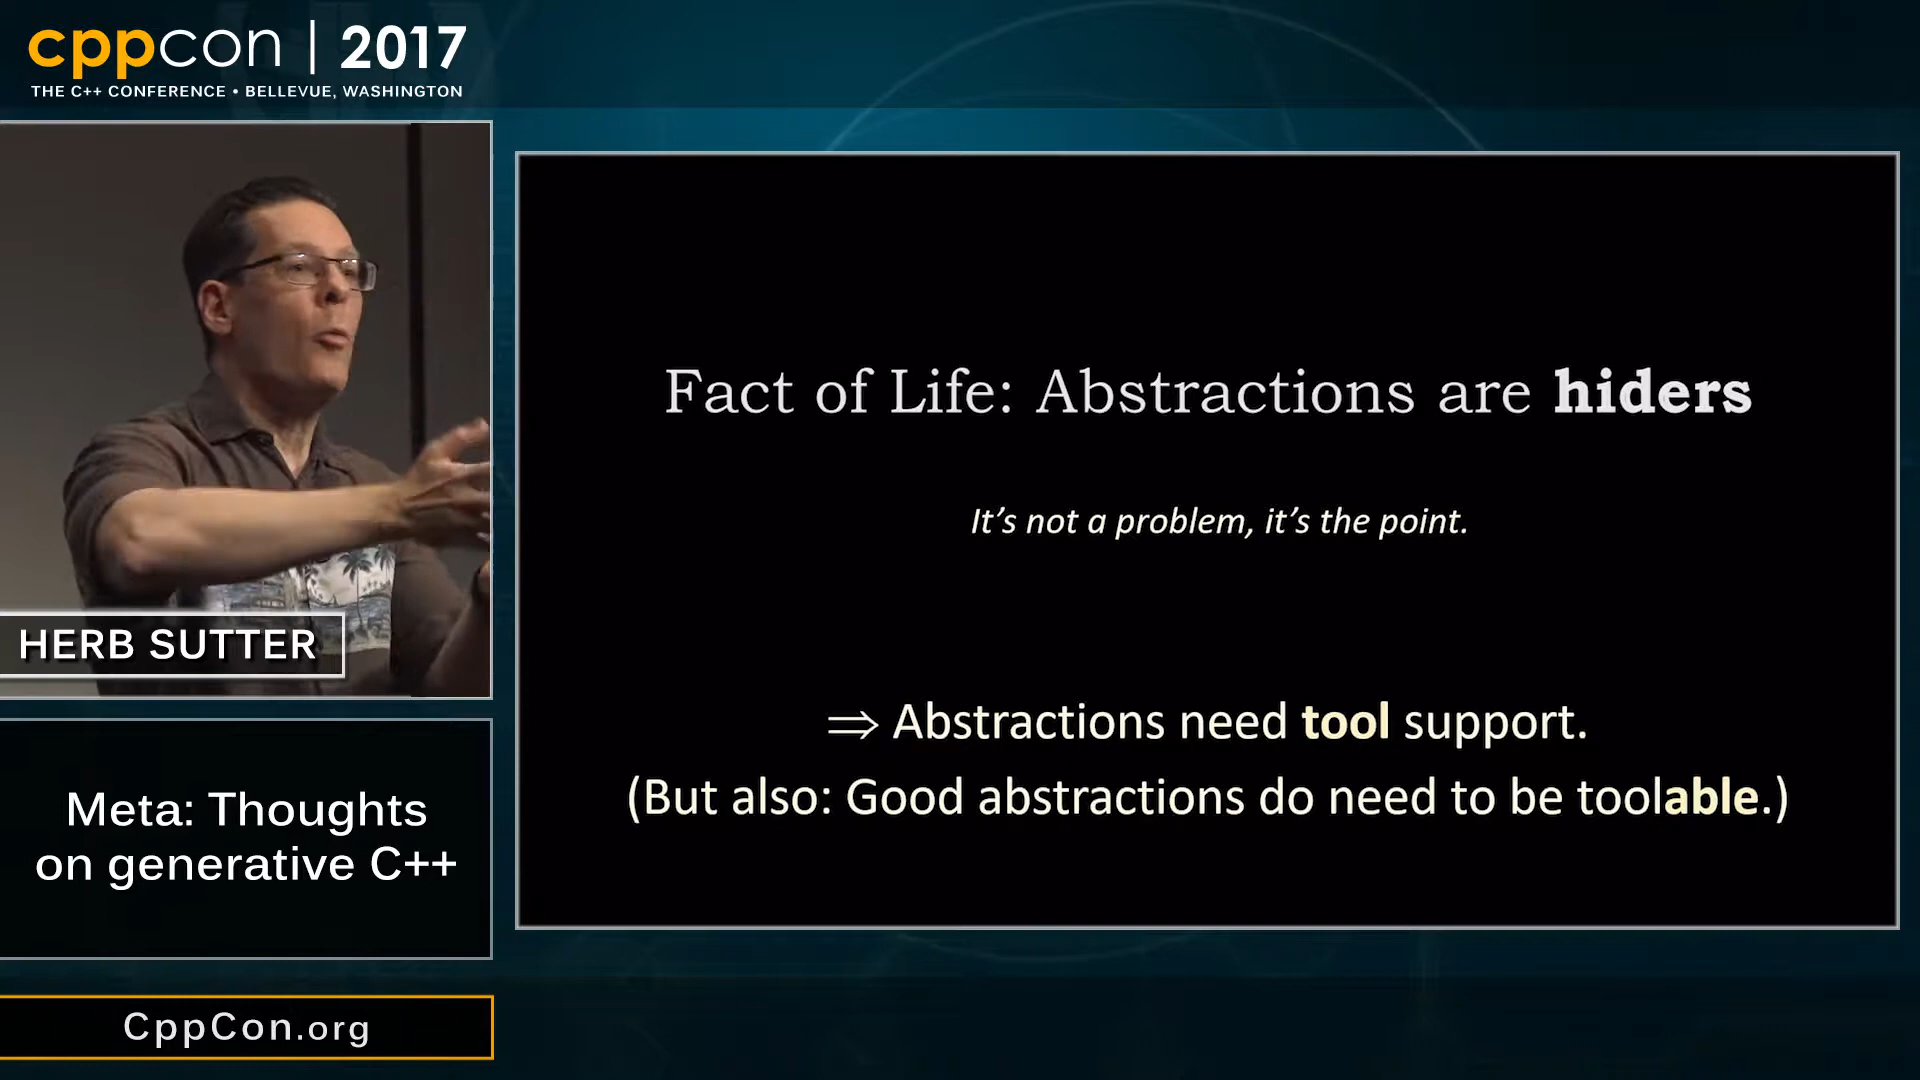 cppcon | 2017
THE C++ CONFERENCE • BELLEVUE, WASHINGTON
HERB SUTTER
Meta: Thoughts
on generative C++
CppCon.org
Fact of Life: Abstractions are hiders
It’s not a problem, it’s the point.
⇒ Abstractions need tool support.
(But also: Good abstractions do need to be toolable.)